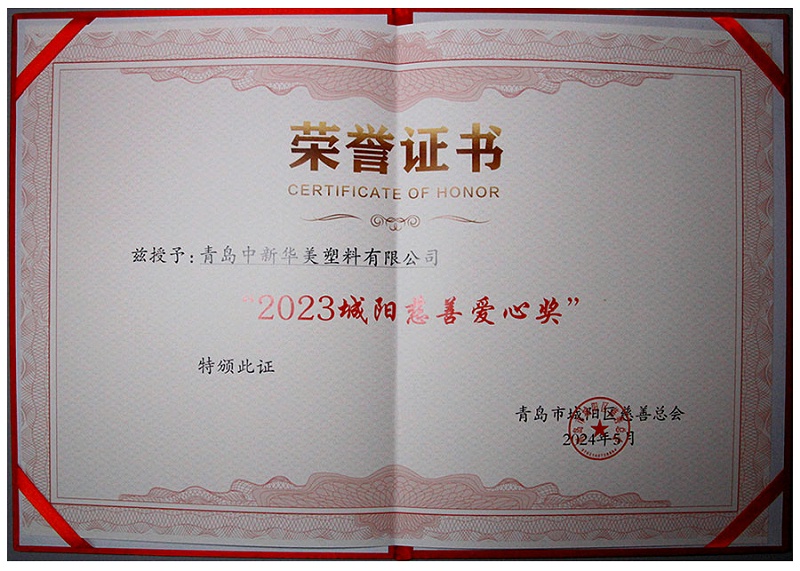 荣誉证书
CERTIFICATE OF HONOR
兹授予：青岛中新华美塑料有限公司
“2023城阳慈善爱心奖”
特颁此证
青岛市城阳区慈善总会
2024年5月